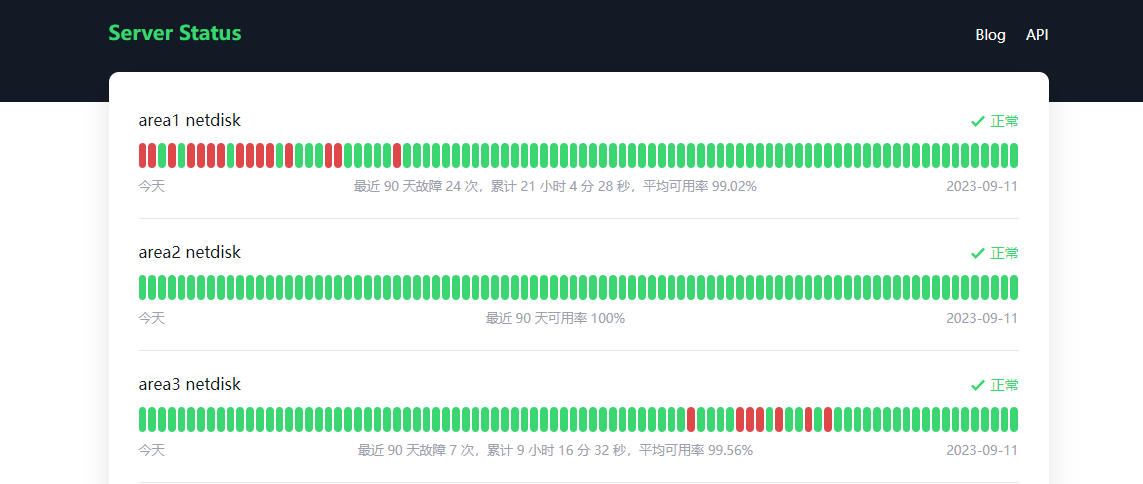 Server Status
Blog API
area1 netdisk
正常
今天 最近 90 天故障 24 次，累计 21 小时 4 分 28 秒，平均可用率 99.02% 2023-09-11
area2 netdisk
正常
今天 最近 90 天可用率 100% 2023-09-11
area3 netdisk
正常
今天 最近 90 天故障 7 次，累计 9 小时 16 分 32 秒，平均可用率 99.56% 2023-09-11